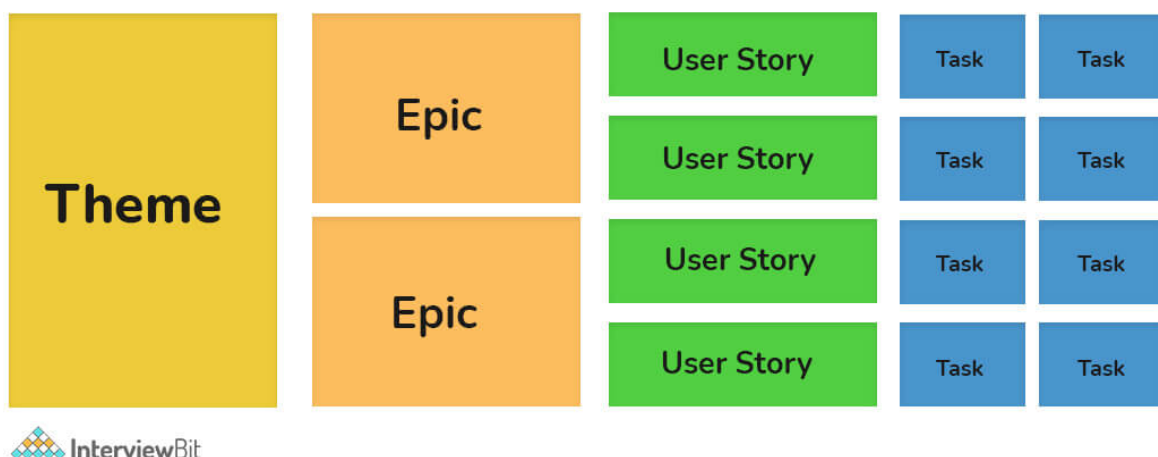 User Story Task Task
Epic
User Story Task Task
Theme
User Story Task Task
Epic
User Story Task Task
InterviewBit